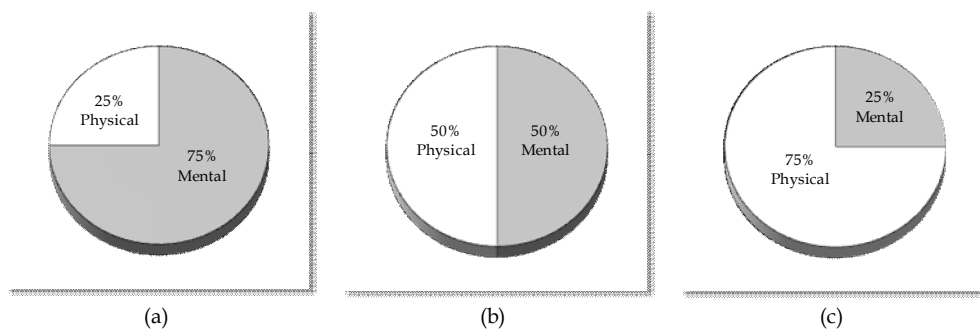 25%
Physical
75%
Mental
(a)
50%
Physical
50%
Mental
(b)
25%
Mental
75%
Physical
(c)